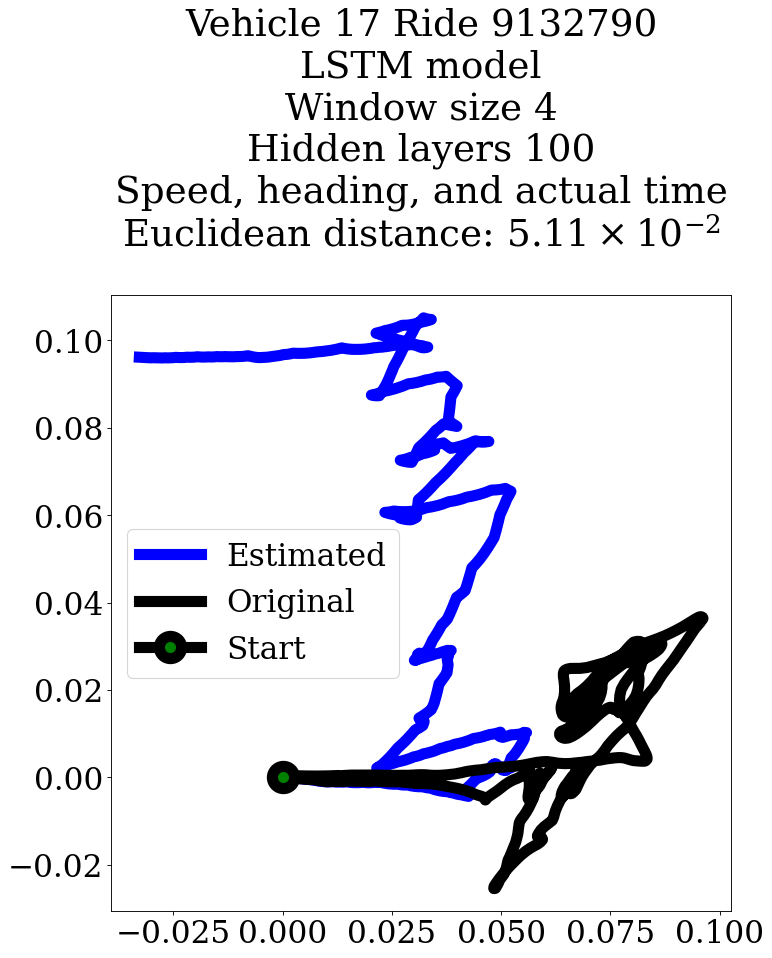 Vehicle 17 Ride 9132790
LSTM model
Window size 4
Hidden layers 100
Speed, heading, and actual time
Euclidean distance: 5.11 × 10⁻²
0.10
0.08
0.06
0.04
0.02
0.00
−0.02
Estimated
Original
Start
−0.025 0.000 0.025 0.050 0.075 0.100